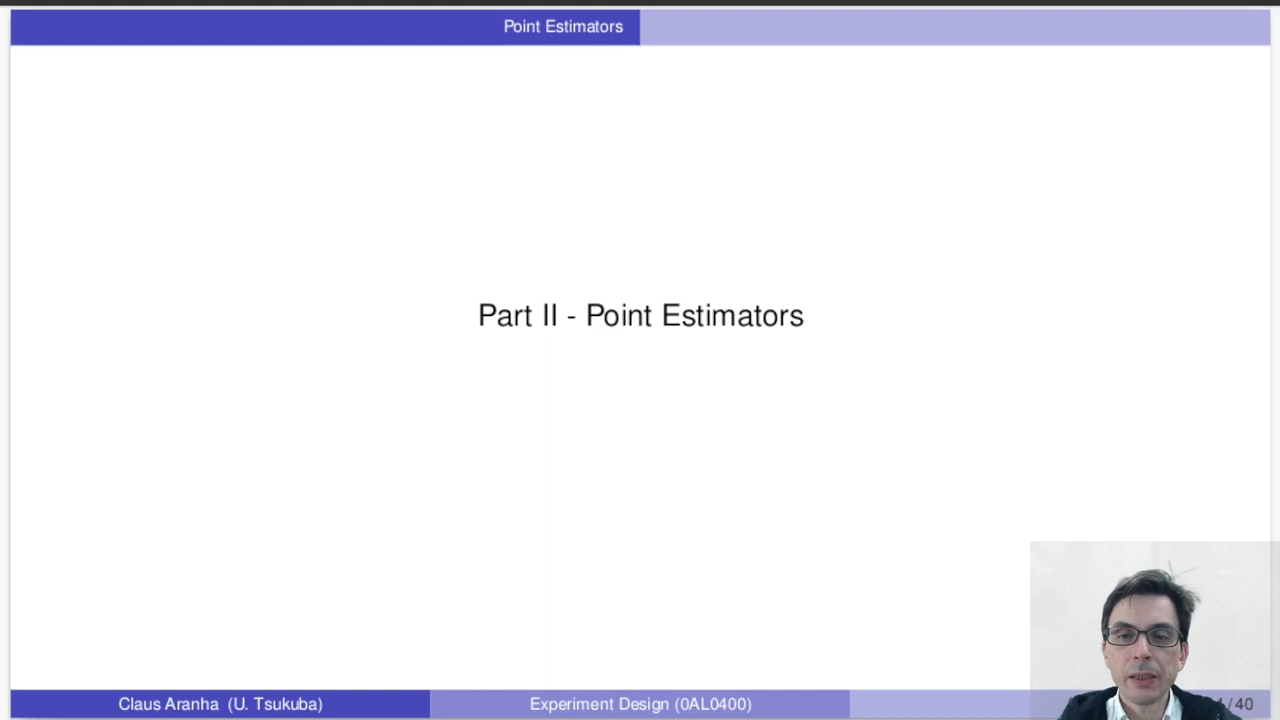 Point Estimators
Part II - Point Estimators
Claus Aranha (U. Tsukuba)
Experiment Design (0AL0400)
/ 40